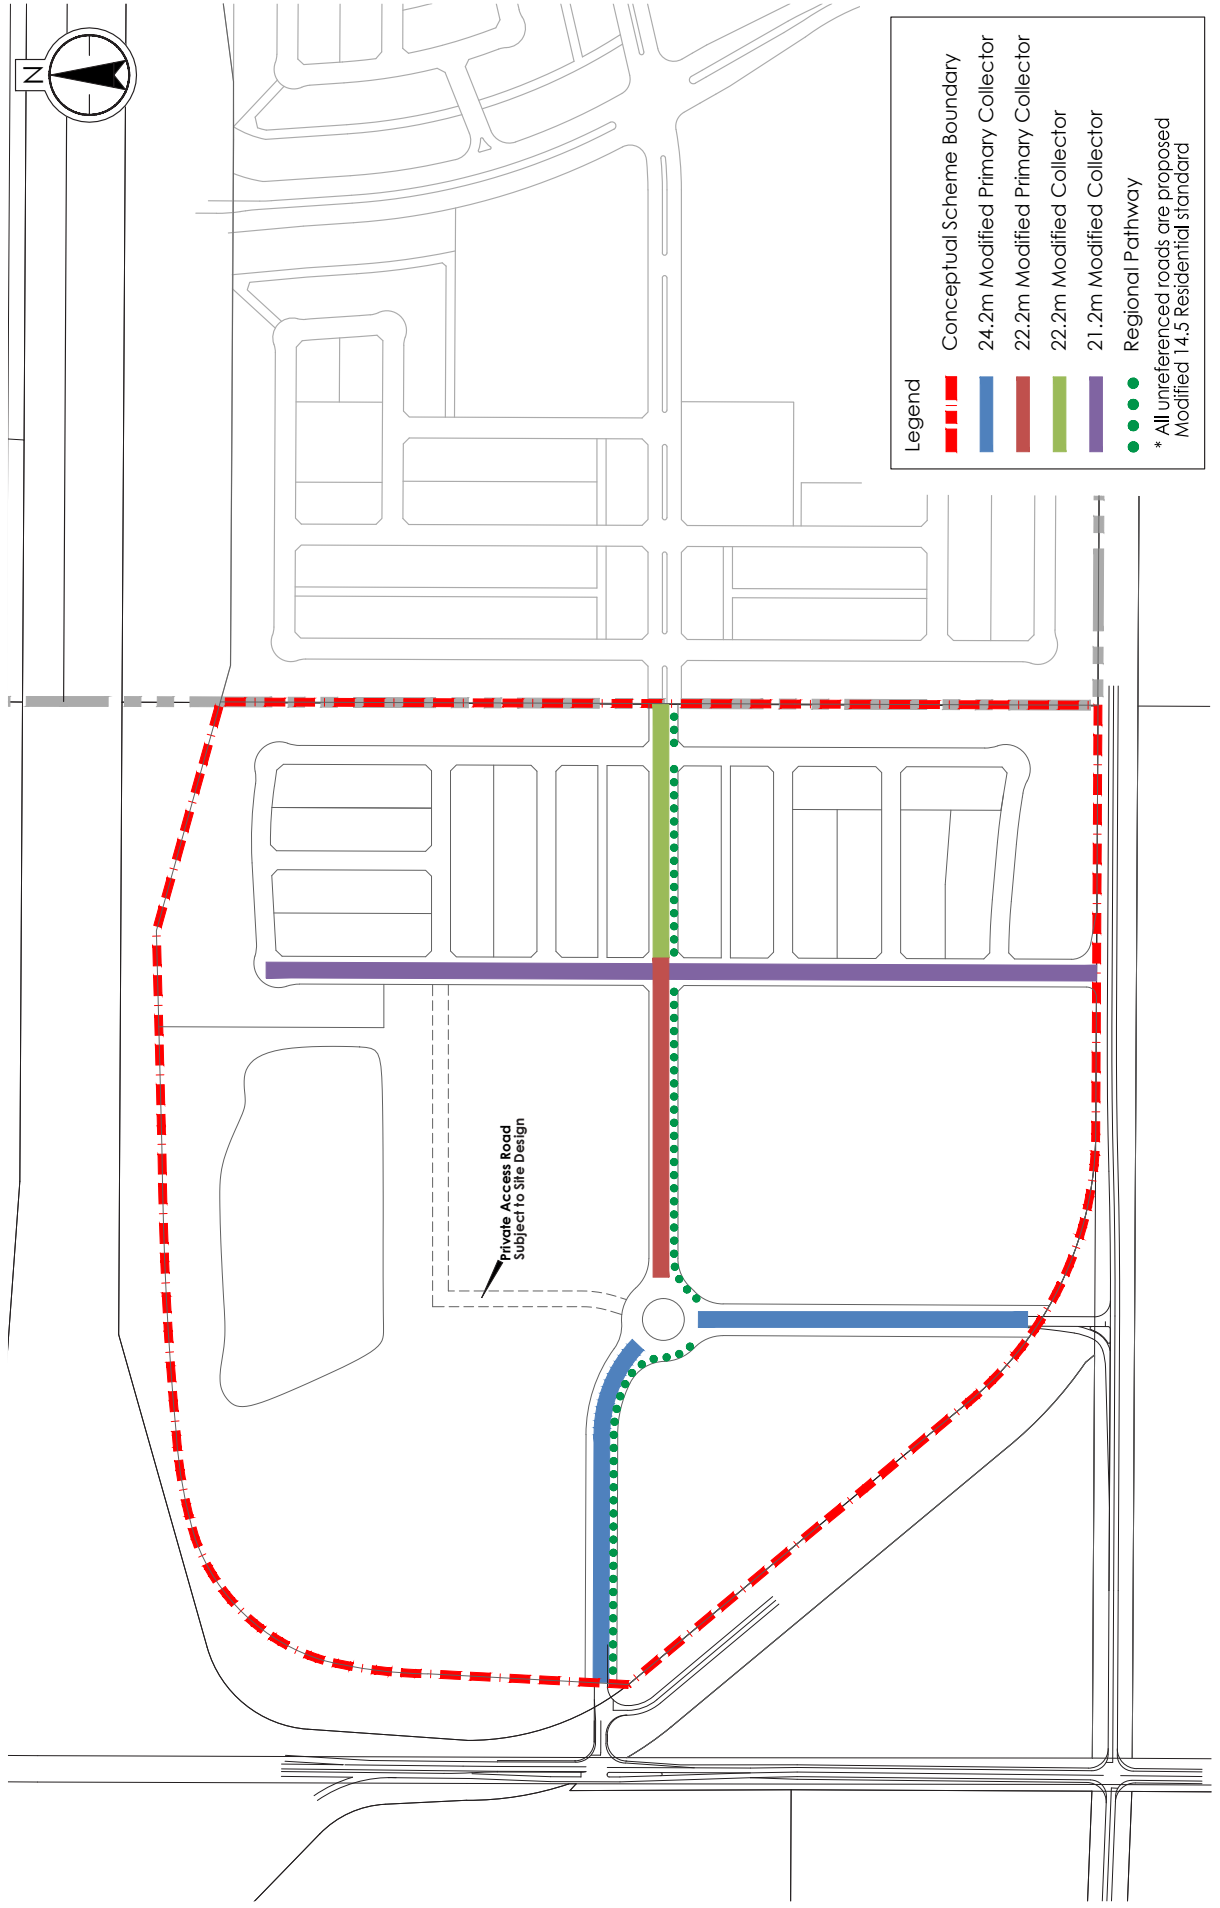 N
Legend
Conceptual Scheme Boundary
24.2m Modified Primary Collector
22.2m Modified Primary Collector
22.2m Modified Collector
21.2m Modified Collector
Regional Pathway
* All unreferenced roads are proposed
Modified 14.5 Residential standard
Private Access Road
Subject to Site Design